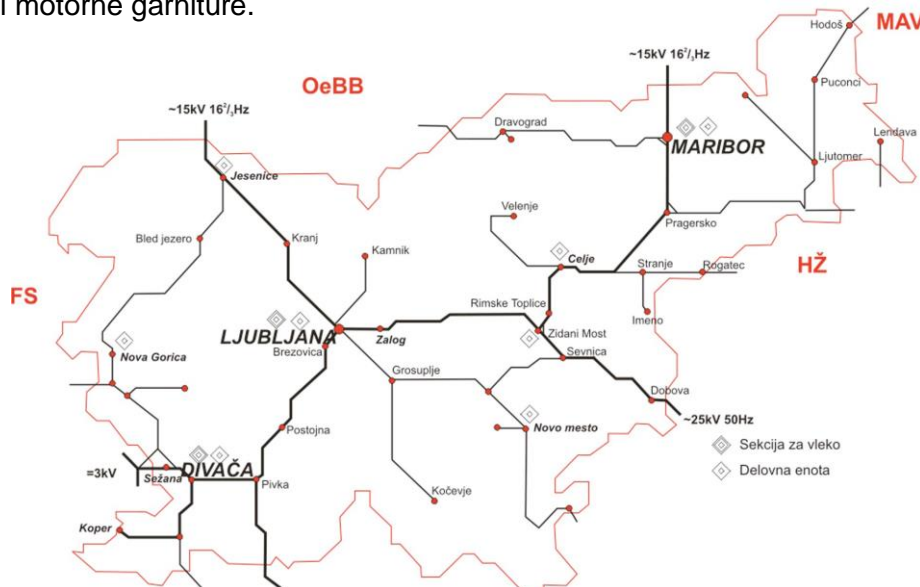 i motorne garniture.
Hodoš
MAV
~15kV 16²/₃Hz
OeBB
Puconci
~15kV 16²/₃Hz
Dravograd
Lendava
MARIBOR
Ljutomer
Jesenice
Velenje
Pragersko
Bled jezero
Kranj
Kamnik
Celje
Stranje
Rogatec
HŽ
FS
Rimske Toplice
Imeno
LJUBLJANA
Zalog
Zidani Most
Brezovica
Sevnica
Nova Gorica
Grosuplje
Dobova
~25kV 50Hz
Postojna
Novo mesto
Sekcija za vleko
DIVAČA
Delovna enota
=3kV
Sežana
Pivka
Kočevje
Koper